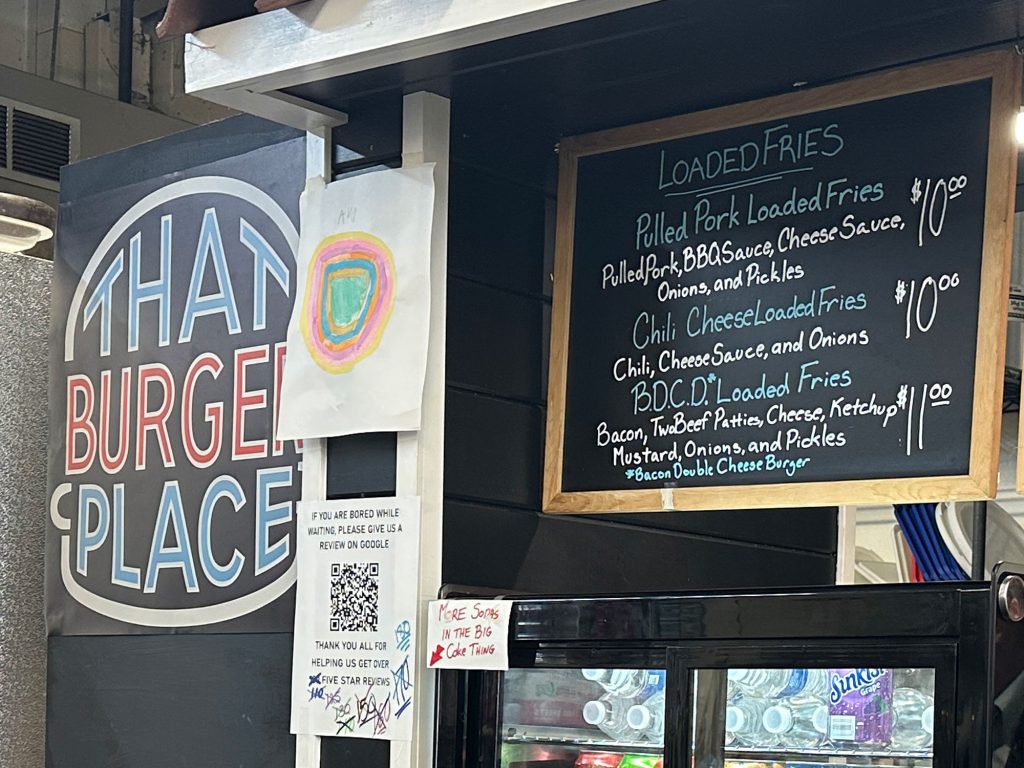 THAT
BURGER
PLACE
IF YOU ARE BORED WHILE
WAITING, PLEASE GIVE US A
REVIEW ON GOOGLE
THANK YOU ALL FOR
HELPING US GET OVER
FIVE STAR REVIEWS
110
MORE SODAS
IN THE BIG
Coke THING
LOADED FRIES
Pulled Pork Loaded Fries $10.00
Pulled Pork, BBQ Sauce, Cheese Sauce,
Onions, and Pickles
Chili Cheese Loaded Fries $10.00
Chili, Cheese Sauce, and Onions
B.D.C.D.* Loaded Fries
Bacon, Two Beef Patties, Cheese, Ketchup $11.00
Mustard, Onions, and Pickles
*Bacon Double Cheese Burger
Sunkist
Grape